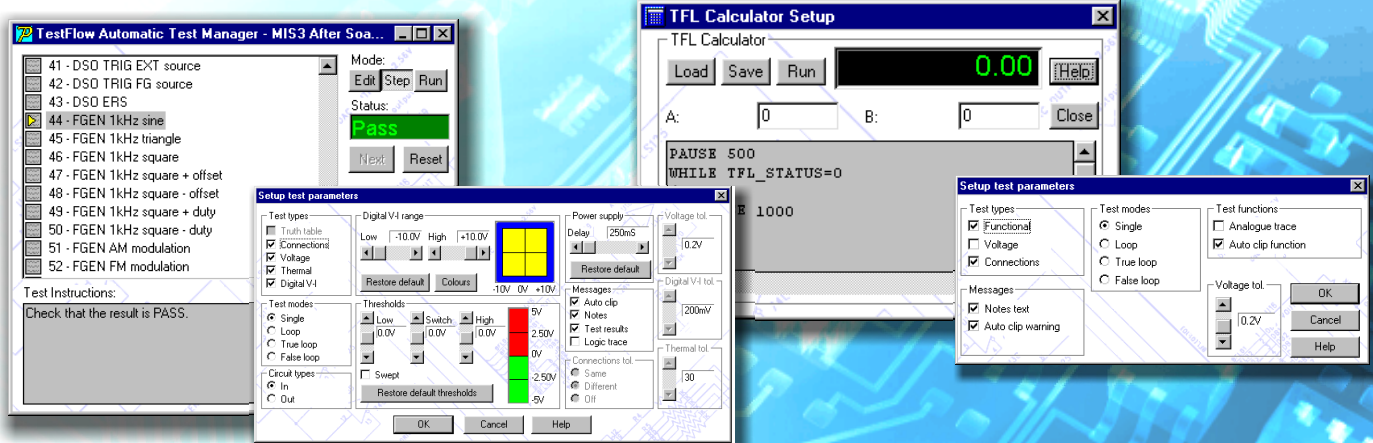 TestFlow Automatic Test Manager - MIS3 After Soa...
41 - DSO TRIG EXT source
42 - DSO TRIG FG source
43 - DSO ERS
44 - FGEN 1kHz sine
45 - FGEN 1kHz triangle
46 - FGEN 1kHz square
47 - FGEN 1kHz square + offset
48 - FGEN 1kHz square - offset
49 - FGEN 1kHz square + duty
50 - FGEN 1kHz square - duty
51 - FGEN AM modulation
52 - FGEN FM modulation
Mode:
Edit Step Run
Status:
Pass
Next Reset
Test Instructions:
Check that the result is PASS.
Setup test parameters
Test types
Truth table
Connections
Voltage
Thermal
Digital V-I
Test modes
Single
Loop
True loop
False loop
Circuit types
In
Out
Digital V-I range
Low -10.0V High +10.0V
Restore default Colours
-10V 0V +10V
Thresholds
Low Switch High
0.0V 0.0V 0.0V
Swept
Restore default thresholds
5V
2.50V
0V
-2.50V
-5V
Power supply
Delay 250mS
Restore default
Messages
Auto clip
Notes
Test results
Logic trace
Connections tol.
Same
Different
Off
Voltage tol.
0.2V
Digital V-I tol.
200mV
Thermal tol.
30
OK Cancel Help
TFL Calculator Setup
TFL Calculator
Load Save Run 0.00 Help
A: 0 B: 0 Close
PAUSE 500
WHILE TFL_STATUS=0
E 1000
Setup test parameters
Test types
Functional
Voltage
Connections
Messages
Notes text
Auto clip warning
Test modes
Single
Loop
True loop
False loop
Test functions
Analogue trace
Auto clip function
Voltage tol.
0.2V
OK
Cancel
Help